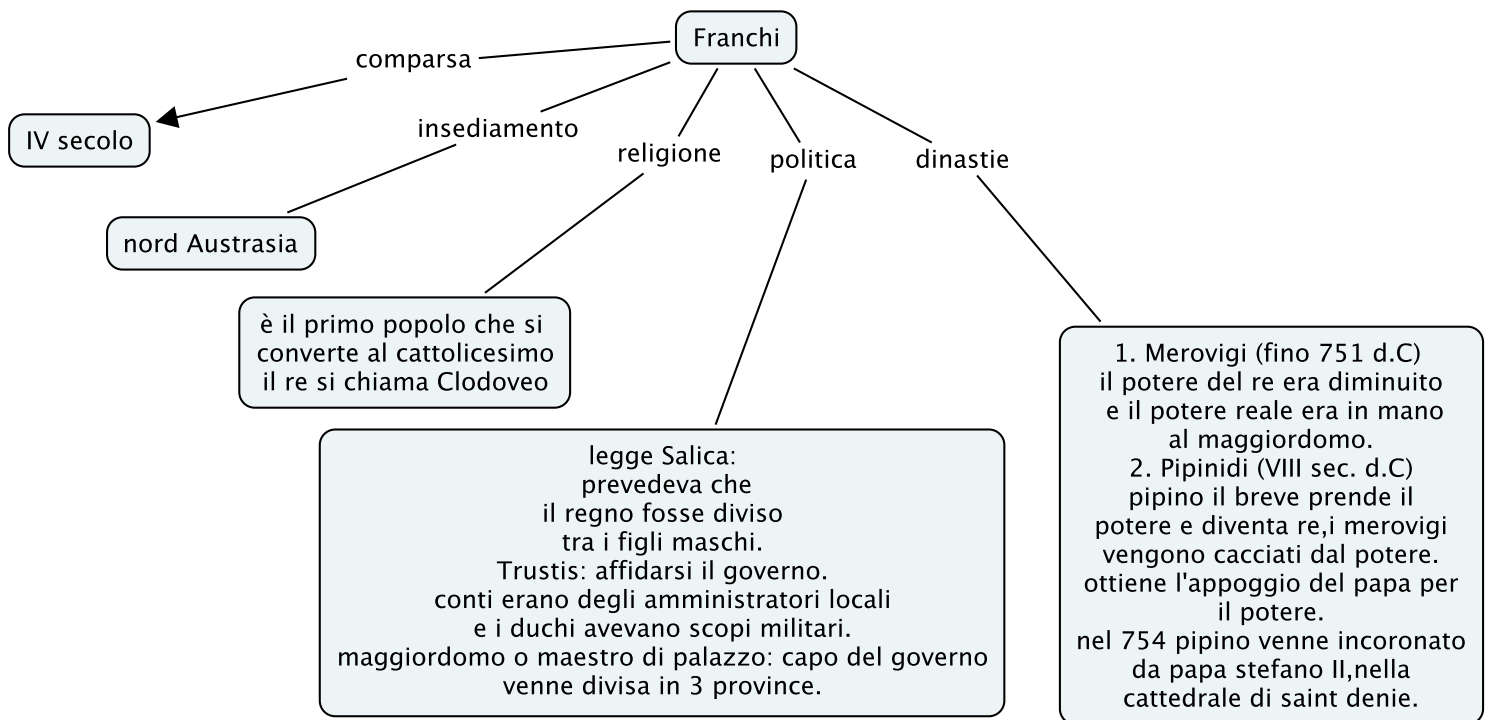 Franchi
comparsa
IV secolo
insediamento
nord Austrasia
religione
è il primo popolo che si
converte al cattolicesimo
il re si chiama Clodoveo
politica
legge Salica:
prevedeva che
il regno fosse diviso
tra i figli maschi.
Trustis: affidarsi il governo.
conti erano degli amministratori locali
e i duchi avevano scopi militari.
maggiordomo o maestro di palazzo: capo del governo
venne divisa in 3 province.
dinastie
1. Merovigi (fino 751 d.C)
il potere del re era diminuito
e il potere reale era in mano
al maggiordomo.
2. Pipinidi (VIII sec. d.C)
pipino il breve prende il
potere e diventa re,i merovigi
vengono cacciati dal potere.
ottiene l'appoggio del papa per
il potere.
nel 754 pipino venne incoronato
da papa stefano II,nella
cattedrale di saint denie.